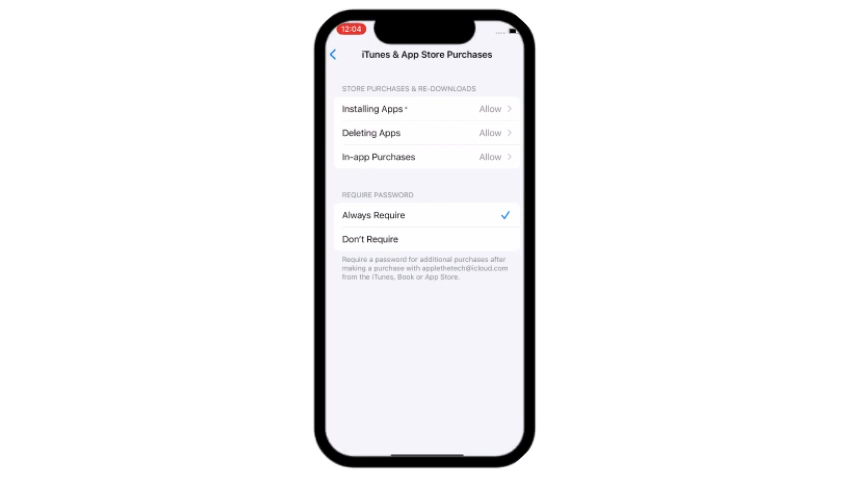 12:04
iTunes & App Store Purchases
STORE PURCHASES & RE-DOWNLOADS
Installing Apps Allow
Deleting Apps Allow
In-app Purchases Allow
REQUIRE PASSWORD
Always Require
Don't Require
Require a password for additional purchases after
making a purchase with applethetech@icloud.com
from the iTunes, Book or App Store.